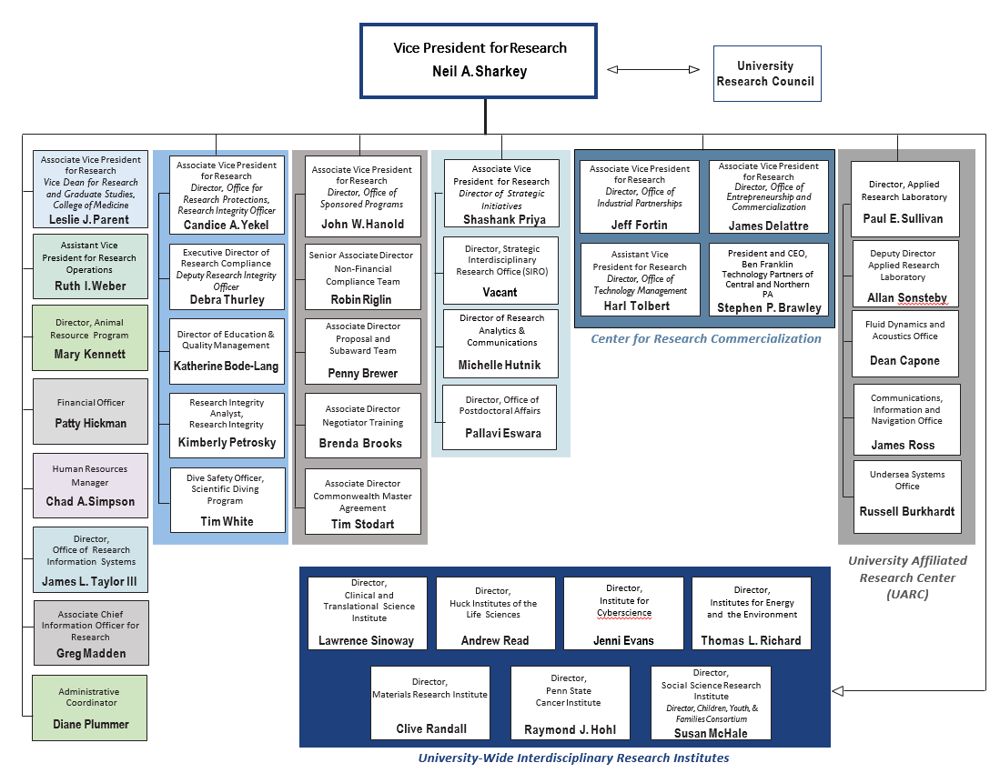 Vice President for Research
Neil A. Sharkey
University
Research Council
Associate Vice President
for Research
Vice Dean for Research
and Graduate Studies,
College of Medicine
Leslie J. Parent
Assistant Vice
President for Research
Operations
Ruth I. Weber
Director, Animal
Resource Program
Mary Kennett
Financial Officer
Patty Hickman
Human Resources
Manager
Chad A. Simpson
Director,
Office of Research
Information Systems
James L. Taylor III
Associate Chief
Information Officer for
Research
Greg Madden
Administrative
Coordinator
Diane Plummer
Associate Vice President
for Research
Director, Office for
Research Protections,
Research Integrity Officer
Candice A. Yekel
Executive Director of
Research Compliance
Deputy Research Integrity
Officer
Debra Thurley
Director of Education &
Quality Management
Katherine Bode-Lang
Research Integrity
Analyst,
Research Integrity
Kimberly Petrosky
Dive Safety Officer,
Scientific Diving
Program
Tim White
Associate Vice President
for Research
Director, Office of
Sponsored Programs
John W. Hanold
Senior Associate Director
Non-Financial
Compliance Team
Robin Riglin
Associate Director
Proposal and
Subaward Team
Penny Brewer
Associate Director
Negotiator Training
Brenda Brooks
Associate Director
Commonwealth Master
Agreement
Tim Stodart
Associate Vice
President for Research
Director of Strategic
Initiatives
Shashank Priya
Director, Strategic
Interdisciplinary
Research Office (SIRO)
Vacant
Director of Research
Analytics &
Communications
Michelle Hutnik
Director, Office of
Postdoctoral Affairs
Pallavi Eswara
Associate Vice President
for Research
Director, Office of
Industrial Partnerships
Jeff Fortin
Associate Vice President
for Research
Director, Office of
Entrepreneurship and
Commercialization
James Delattre
Assistant Vice
President for Research
Director, Office of
Technology Management
Harl Tolbert
President and CEO,
Ben Franklin
Technology Partners of
Central and Northern
PA
Stephen P. Brawley
Center for Research Commercialization
Director, Applied
Research Laboratory
Paul E. Sullivan
Deputy Director
Applied Research
Laboratory
Allan Sonsteby
Fluid Dynamics and
Acoustics Office
Dean Capone
Communications,
Information and
Navigation Office
James Ross
Undersea Systems
Office
Russell Burkhardt
University Affiliated
Research Center
(UARC)
Director,
Clinical and
Translational Science
Institute
Lawrence Sinoway
Director,
Huck Institutes of the
Life Sciences
Andrew Read
Director,
Institute for
Cyberscience
Jenni Evans
Director,
Institutes for Energy
and the Environment
Thomas L. Richard
Director,
Materials Research Institute
Clive Randall
Director,
Penn State
Cancer Institute
Raymond J. Hohl
Director,
Social Science Research
Institute
Director, Children, Youth, &
Families Consortium
Susan McHale
University-Wide Interdisciplinary Research Institutes